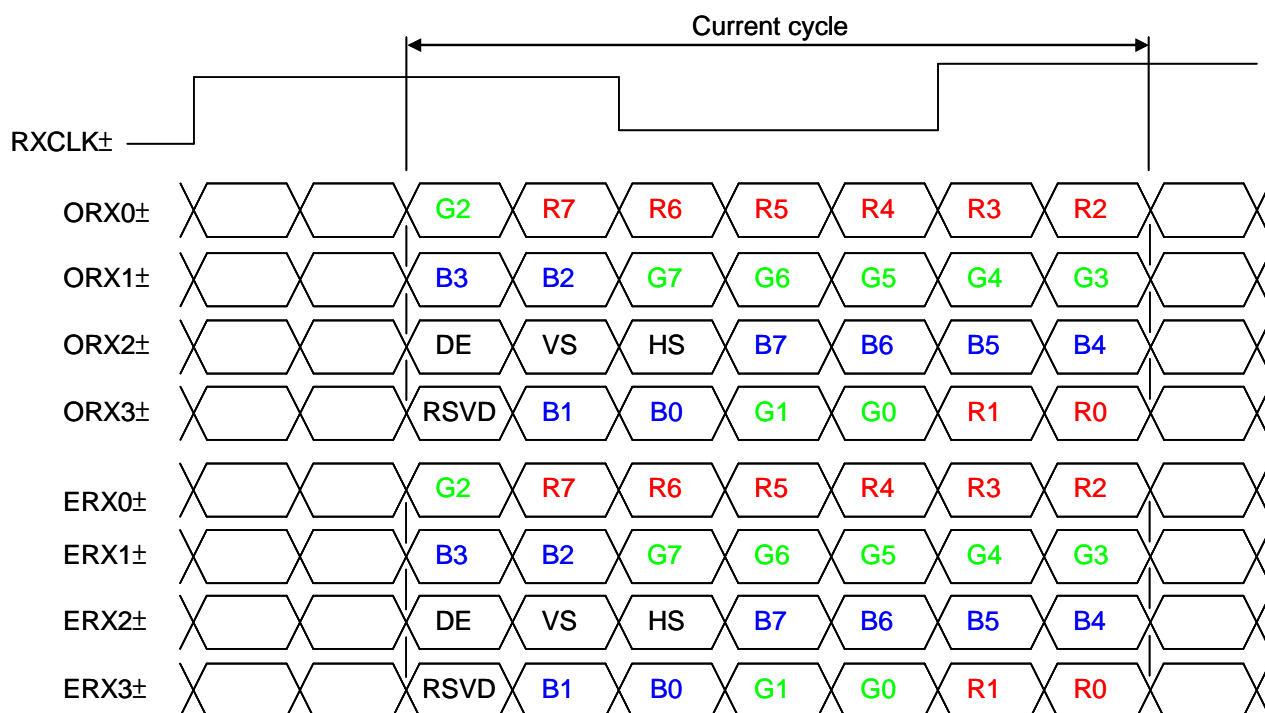 Current cycle
RXCLK±
ORX0± G2 R7 R6 R5 R4 R3 R2
ORX1± B3 B2 G7 G6 G5 G4 G3
ORX2± DE VS HS B7 B6 B5 B4
ORX3± RSVD B1 B0 G1 G0 R1 R0
ERX0± G2 R7 R6 R5 R4 R3 R2
ERX1± B3 B2 G7 G6 G5 G4 G3
ERX2± DE VS HS B7 B6 B5 B4
ERX3± RSVD B1 B0 G1 G0 R1 R0